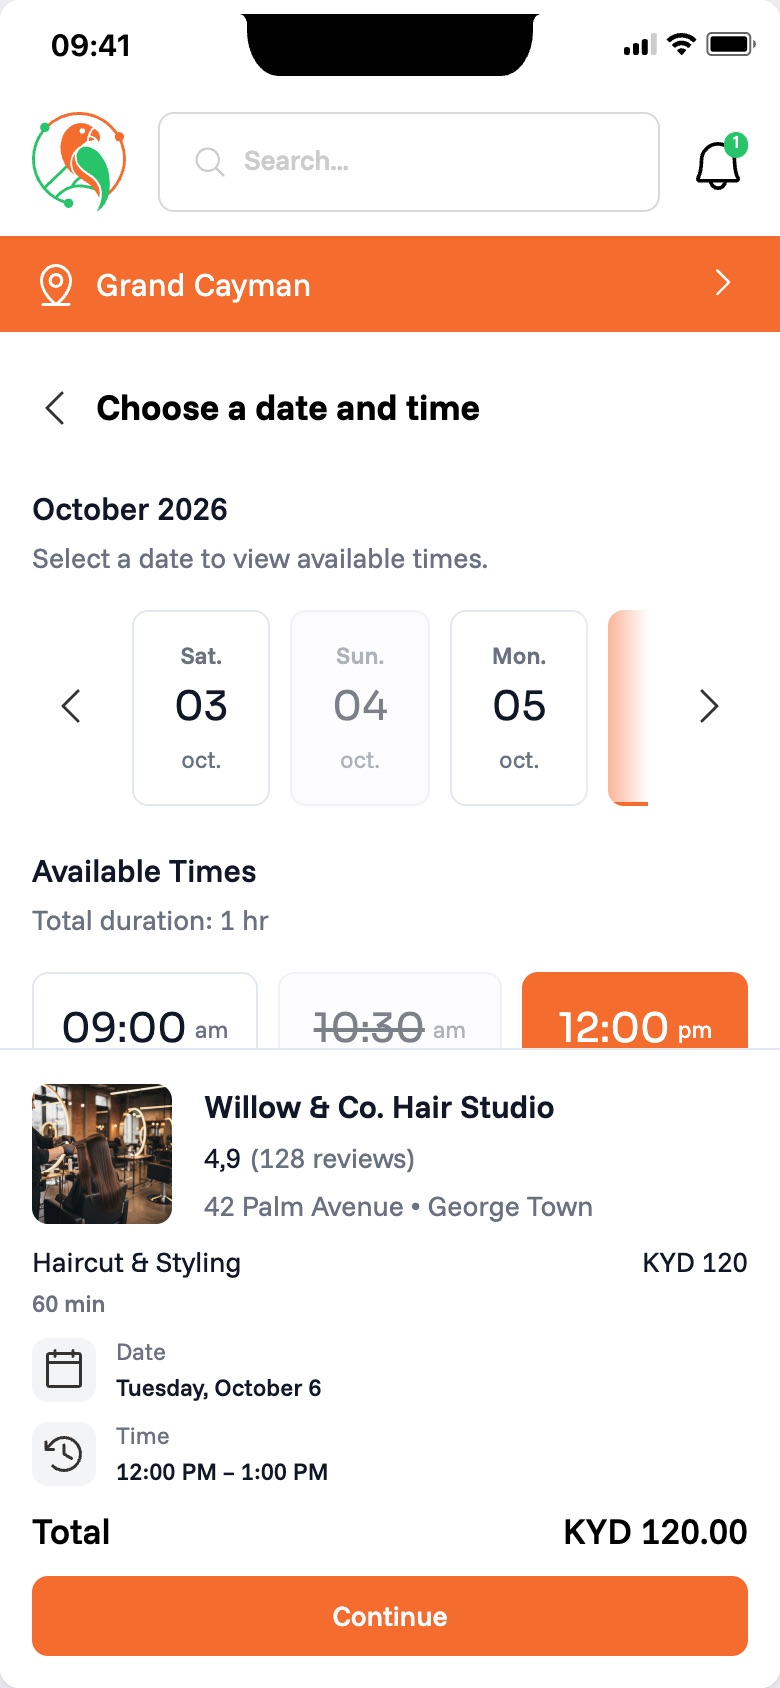 09:41
Search...
1
Grand Cayman
Choose a date and time
October 2026
Select a date to view available times.
Sat. Sun. Mon.
03 04 05
oct. oct. oct.
Available Times
Total duration: 1 hr
09:00 am 10:30 am 12:00 pm
Willow & Co. Hair Studio
4,9 (128 reviews)
42 Palm Avenue • George Town
Haircut & Styling KYD 120
60 min
Date
Tuesday, October 6
Time
12:00 PM – 1:00 PM
Total KYD 120.00
Continue